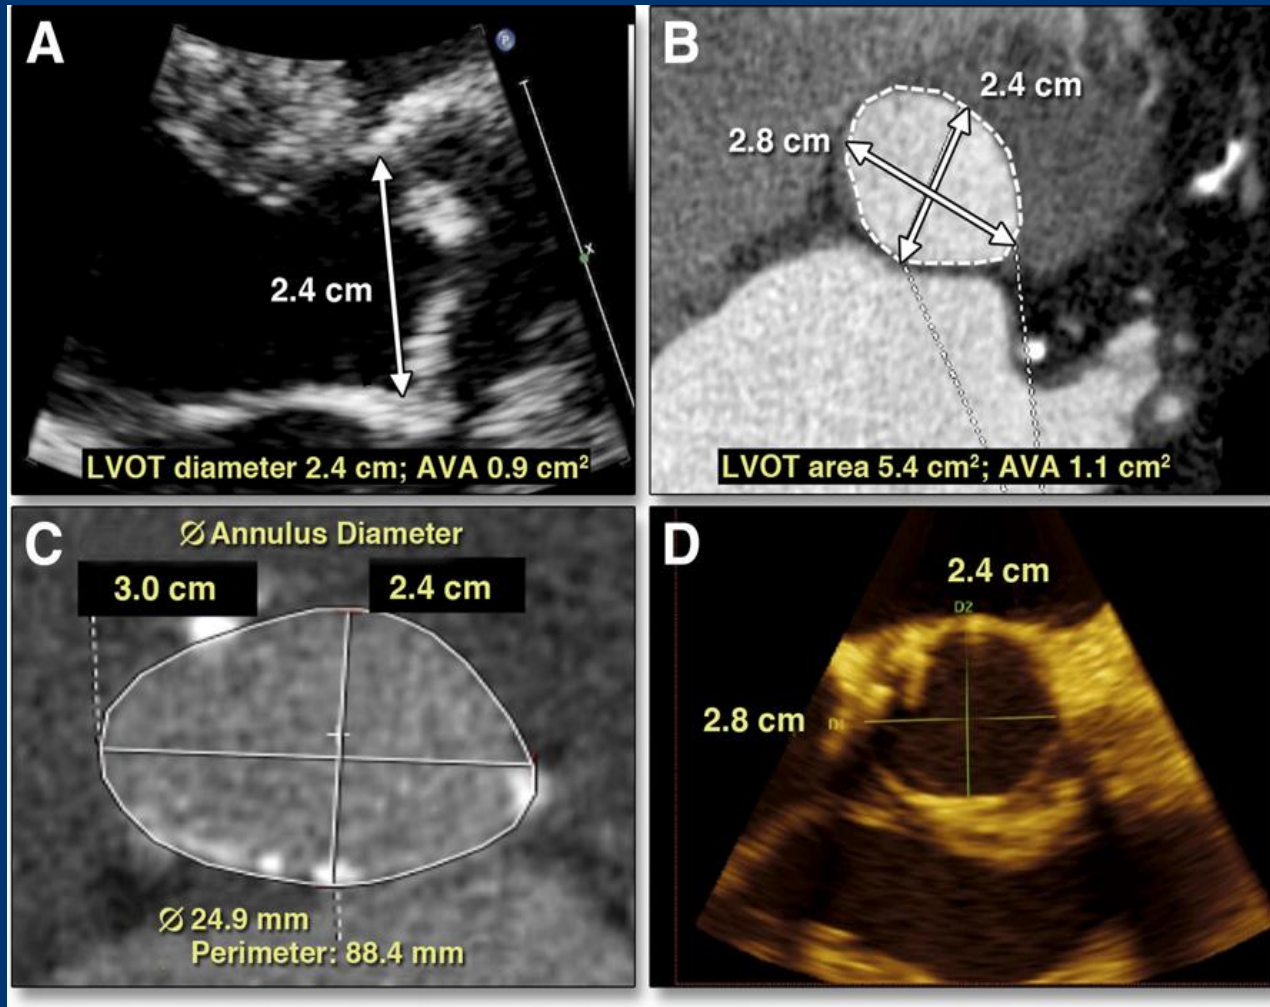 A
P
x
2.4 cm
LVOT diameter 2.4 cm; AVA 0.9 cm²
B
2.4 cm
2.8 cm
LVOT area 5.4 cm²; AVA 1.1 cm²
C
∅ Annulus Diameter
3.0 cm
2.4 cm
∅ 24.9 mm
Perimeter: 88.4 mm
D
2.4 cm
D2
2.8 cm
D1